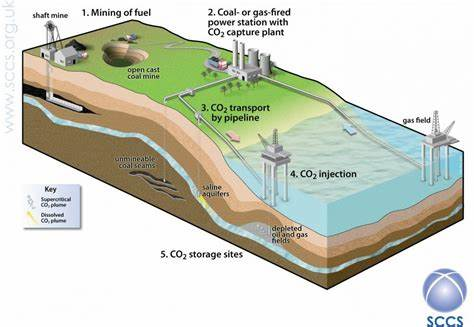 www.sccs.org.uk
shaft mine
1. Mining of fuel
2. Coal- or gas-fired
power station with
CO₂ capture plant
open cast
coal mine
3. CO₂ transport
by pipeline
gas field
unmineable
coal seams
4. CO₂ injection
saline
aquifers
Key
Supercritical
CO₂ plume
Dissolved
CO₂ plume
depleted
oil and gas
fields
5. CO₂ storage sites
SCCS